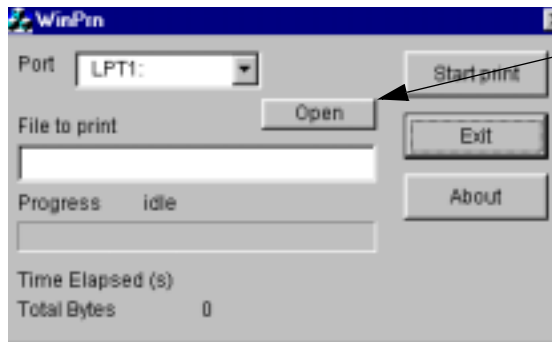 WinPrn
Port LPT1:
Start print
Open
File to print
Exit
Progress idle
About
Time Elapsed (s)
Total Bytes 0